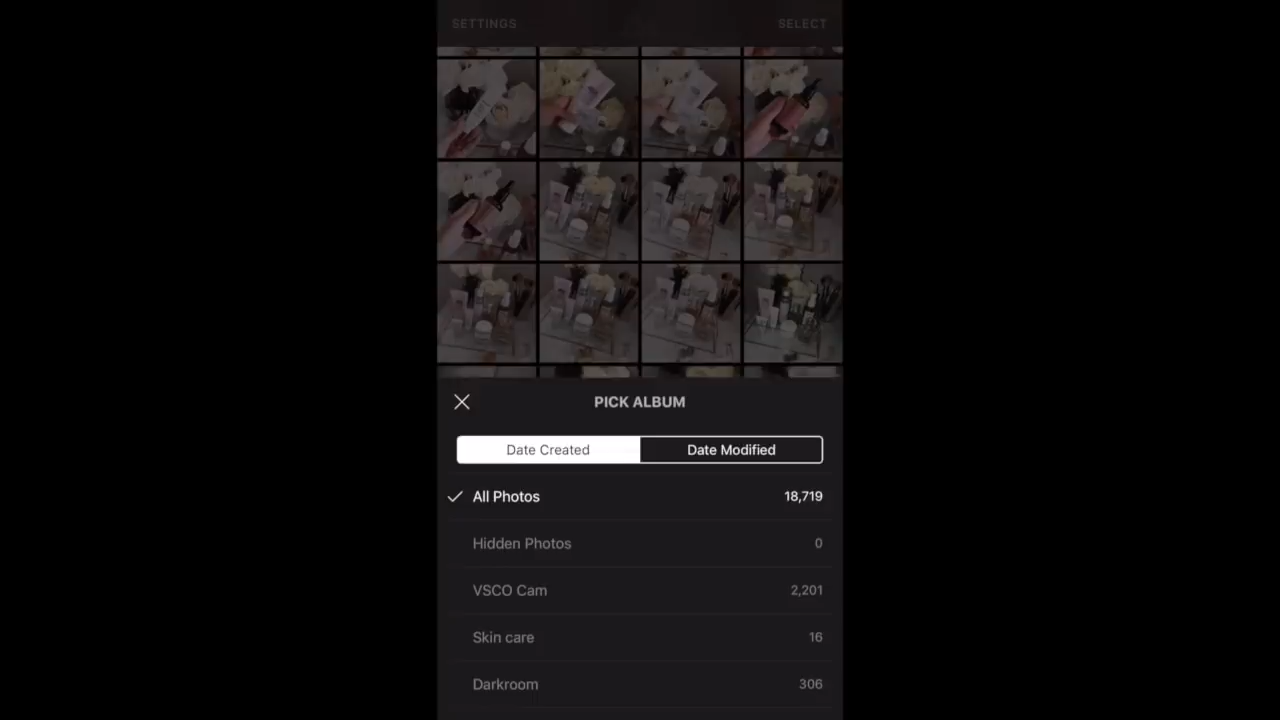 SETTINGS SELECT
PICK ALBUM
Date Created Date Modified
All Photos 18,719
Hidden Photos 0
VSCO Cam 2,201
Skin care 16
Darkroom 306